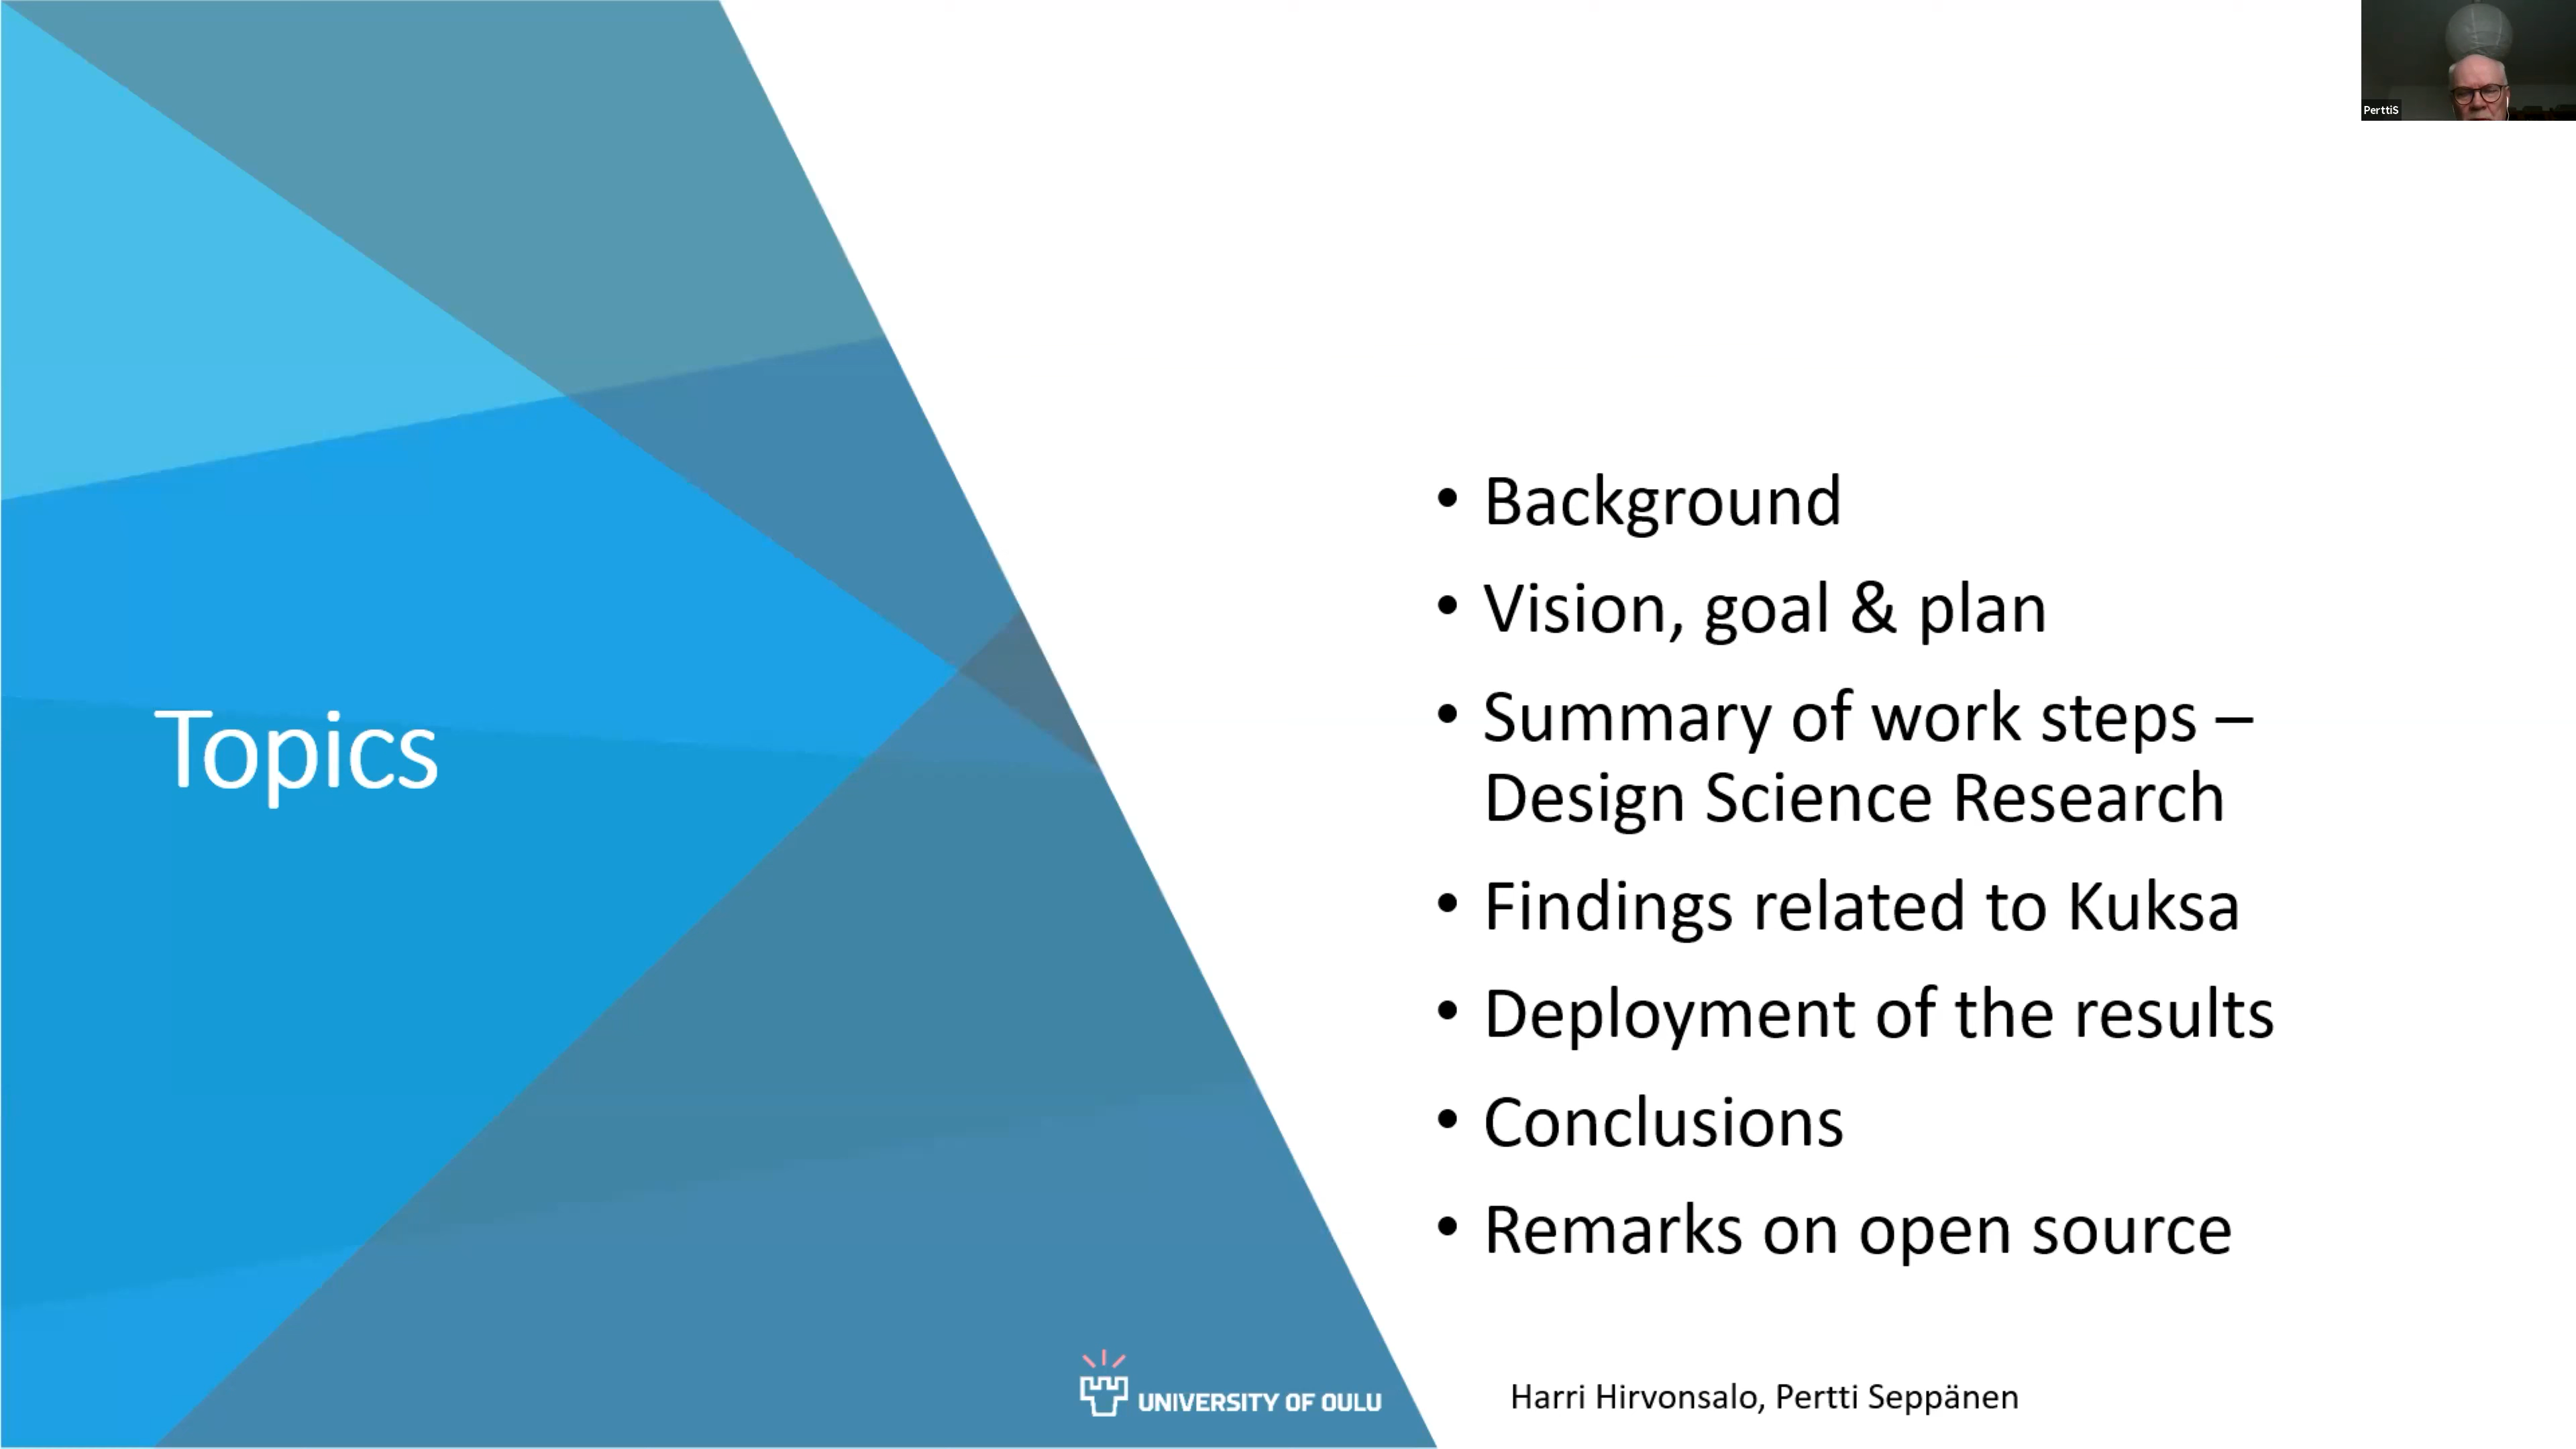 PerttiS
Topics
• Background
• Vision, goal & plan
• Summary of work steps –
Design Science Research
• Findings related to Kuksa
• Deployment of the results
• Conclusions
• Remarks on open source
UNIVERSITY OF OULU
Harri Hirvonsalo, Pertti Seppänen